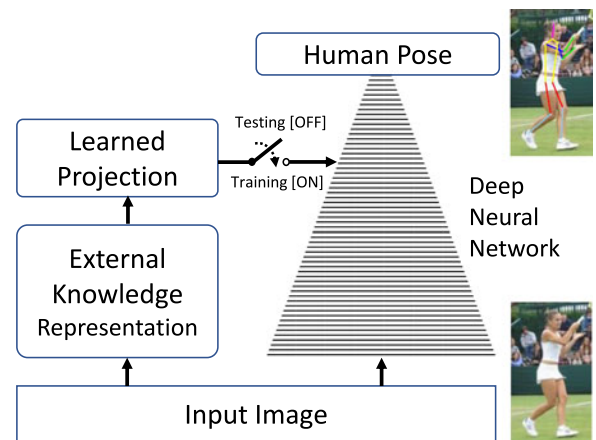 Human Pose
Testing [OFF]
Learned
Projection
Training [ON]
Deep
Neural
Network
External
Knowledge
Representation
Input Image